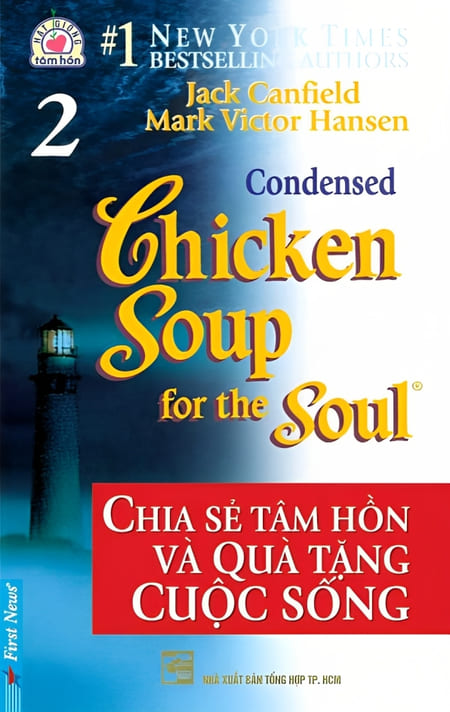 HẠT GIỐNG
tâm hồn
#1 NEW YORK TIMES
BESTSELLING AUTHORS
Jack Canfield
Mark Victor Hansen
2
Condensed
Chicken
Soup
for the Soul®
CHIA SẺ TÂM HỒN
VÀ QUÀ TẶNG
CUỘC SỐNG
First News®
NHÀ XUẤT BẢN TỔNG HỢP TP. HCM